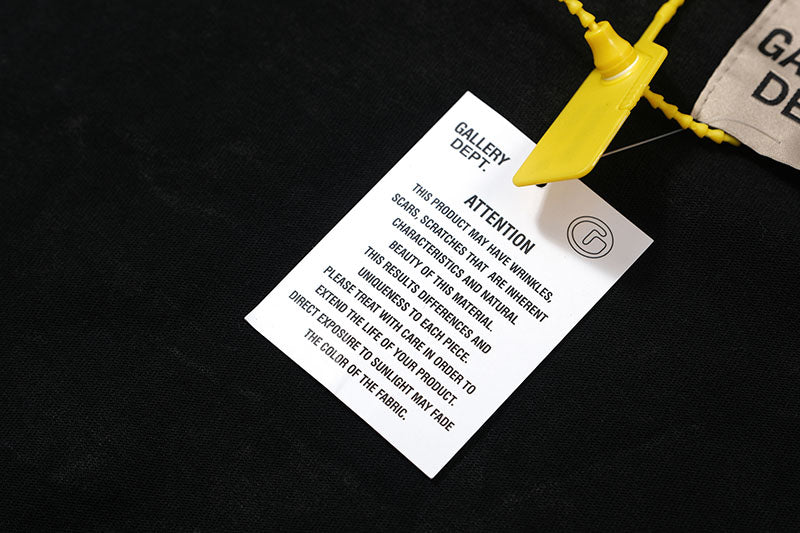 GALLERY
DEPT.
ATTENTION
THIS PRODUCT MAY HAVE WRINKLES,
SCARS, SCRATCHES THAT ARE INHERENT
CHARACTERISTICS AND NATURAL
BEAUTY OF THIS MATERIAL.
THIS RESULTS DIFFERENCES AND
UNIQUENESS TO EACH PIECE.
PLEASE TREAT WITH CARE IN ORDER TO
EXTEND THE LIFE OF YOUR PRODUCT.
DIRECT EXPOSURE TO SUNLIGHT MAY FADE
THE COLOR OF THE FABRIC.
GA
DE